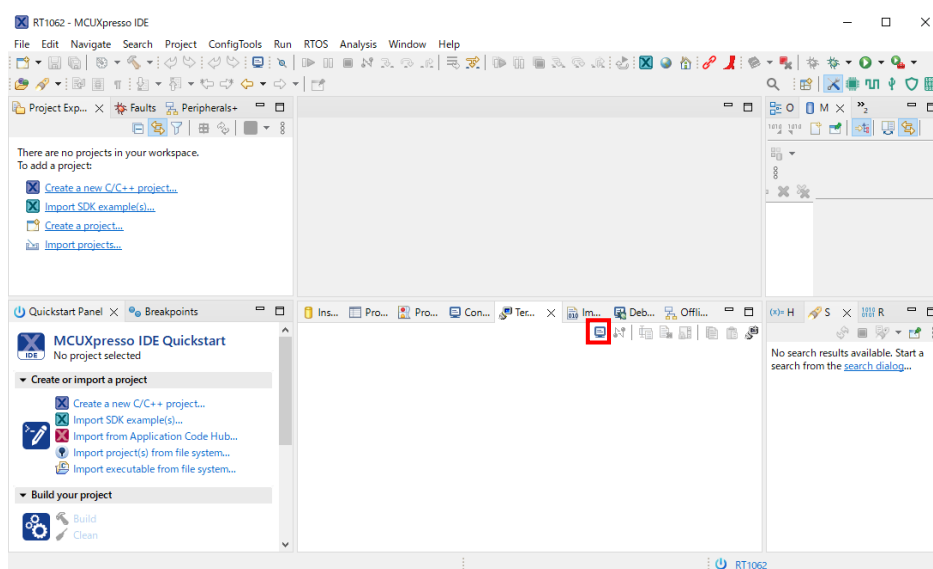 RT1062 - MCUXpresso IDE
File Edit Navigate Search Project ConfigTools Run RTOS Analysis Window Help
Project Exp... Faults Peripherals+
O M »2
There are no projects in your workspace.
To add a project:
Create a new C/C++ project...
Import SDK example(s)...
Create a project...
Import projects...
Quickstart Panel Breakpoints
Ins... Pro... Pro... Con... Ter... Im... Deb... Offli...
(x)= H S R
IDE
MCUXpresso IDE Quickstart
No project selected
No search results available. Start a
search from the search dialog...
Create or import a project
Create a new C/C++ project...
Import SDK example(s)...
Import from Application Code Hub...
Import project(s) from file system...
Import executable from file system...
Build your project
Build
Clean
RT1062